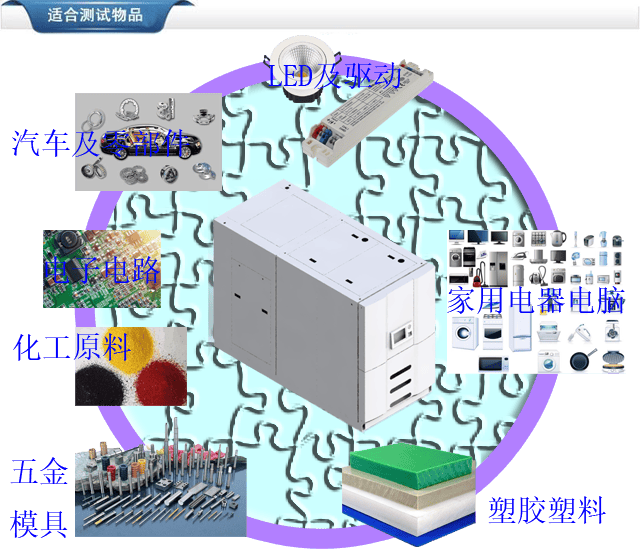 适合测试物品
LED及驱动
汽车及零部件
电子电路
家用电器电脑
化工原料
五金
模具
塑胶塑料